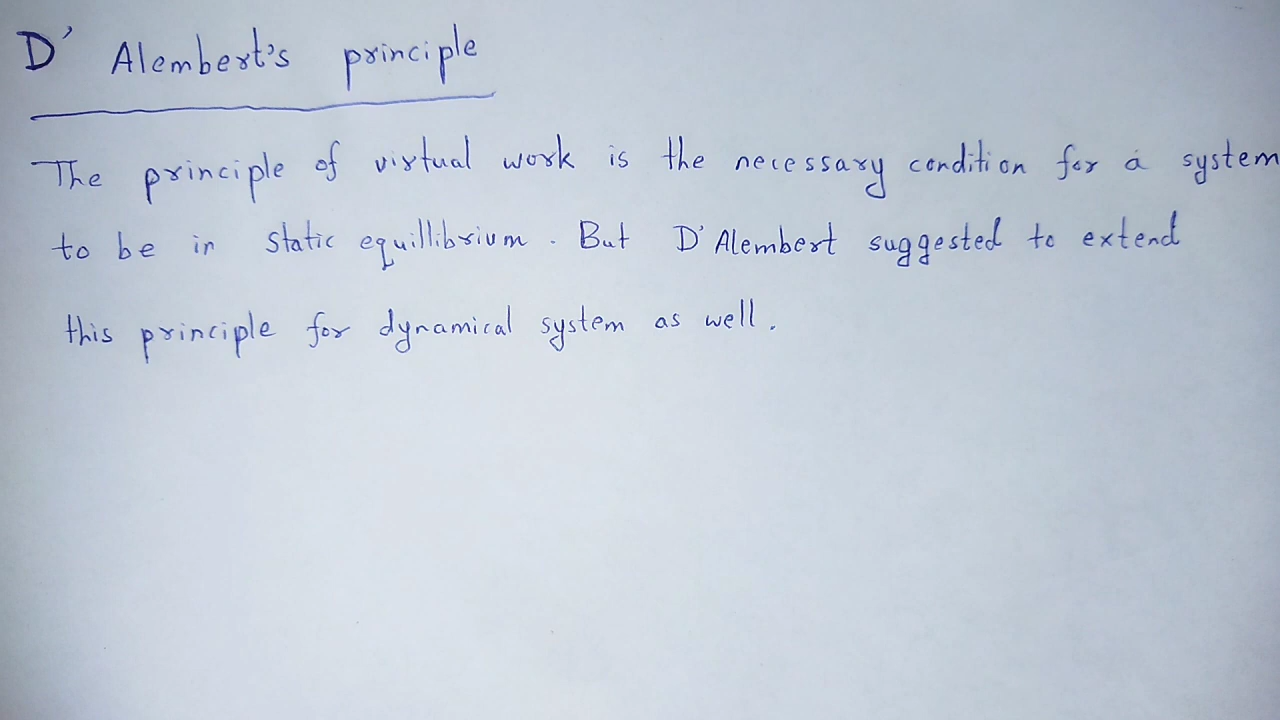 D' Alembert's principle
The principle of virtual work is the necessary condition for a system
to be in static equillibrium. But D'Alembert suggested to extend
this principle for dynamical system as well.